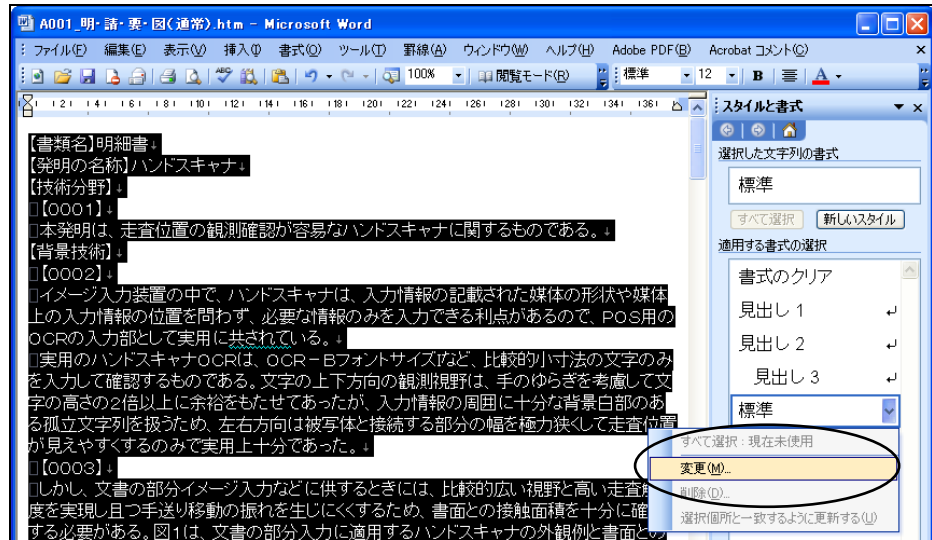 A001_明・請・要・図(通常).htm - Microsoft Word
ファイル(F) 編集(E) 表示(V) 挿入(I) 書式(O) ツール(T) 罫線(A) ウィンドウ(W) ヘルプ(H) Adobe PDF(B) Acrobat コメント(C)
100% 閲覧モード(R) 標準 12 B A
2 4 6 8 10 12 14 16 18 20 22 24 26 28 30 32 34 36
【書類名】明細書↓
【発明の名称】ハンドスキャナ↓
【技術分野】↓
□【0001】↓
□本発明は、走査位置の観測確認が容易なハンドスキャナに関するものである。↓
【背景技術】↓
□【0002】↓
□イメージ入力装置の中で、ハンドスキャナは、入力情報の記載された媒体の形状や媒体
上の入力情報の位置を問わず、必要な情報のみを入力できる利点があるので、POS用の
OCRの入力部として実用に共されている。↓
□実用のハンドスキャナOCRは、OCR-BフォントサイズIなど、比較的小寸法の文字のみ
を入力して確認するものである。文字の上下方向の観測視野は、手のゆらぎを考慮して文
字の高さの2倍以上に余裕をもたせてあったが、入力情報の周囲に十分な背景白部のあ
る孤立文字列を扱うため、左右方向は被写体と接続する部分の幅を極力狭くして走査位置
が見えやすくするのみで実用上十分であった。↓
□【0003】↓
□しかし、文書の部分イメージ入力などに供するときには、比較的広い視野と高い走査
度を実現し且つ手送り移動の振れを生じにくくするため、書面との接触面積を十分に確
する必要がある。図1は、文書の部分入力に適用するハンドスキャナの外観例と書面との
スタイルと書式
選択した文字列の書式
標準
すべて選択 新しいスタイル
適用する書式の選択
書式のクリア
見出し 1
見出し 2
見出し 3
標準
すべて選択 : 現在未使用
変更(M)...
削除(D)...
選択個所と一致するように更新する(U)